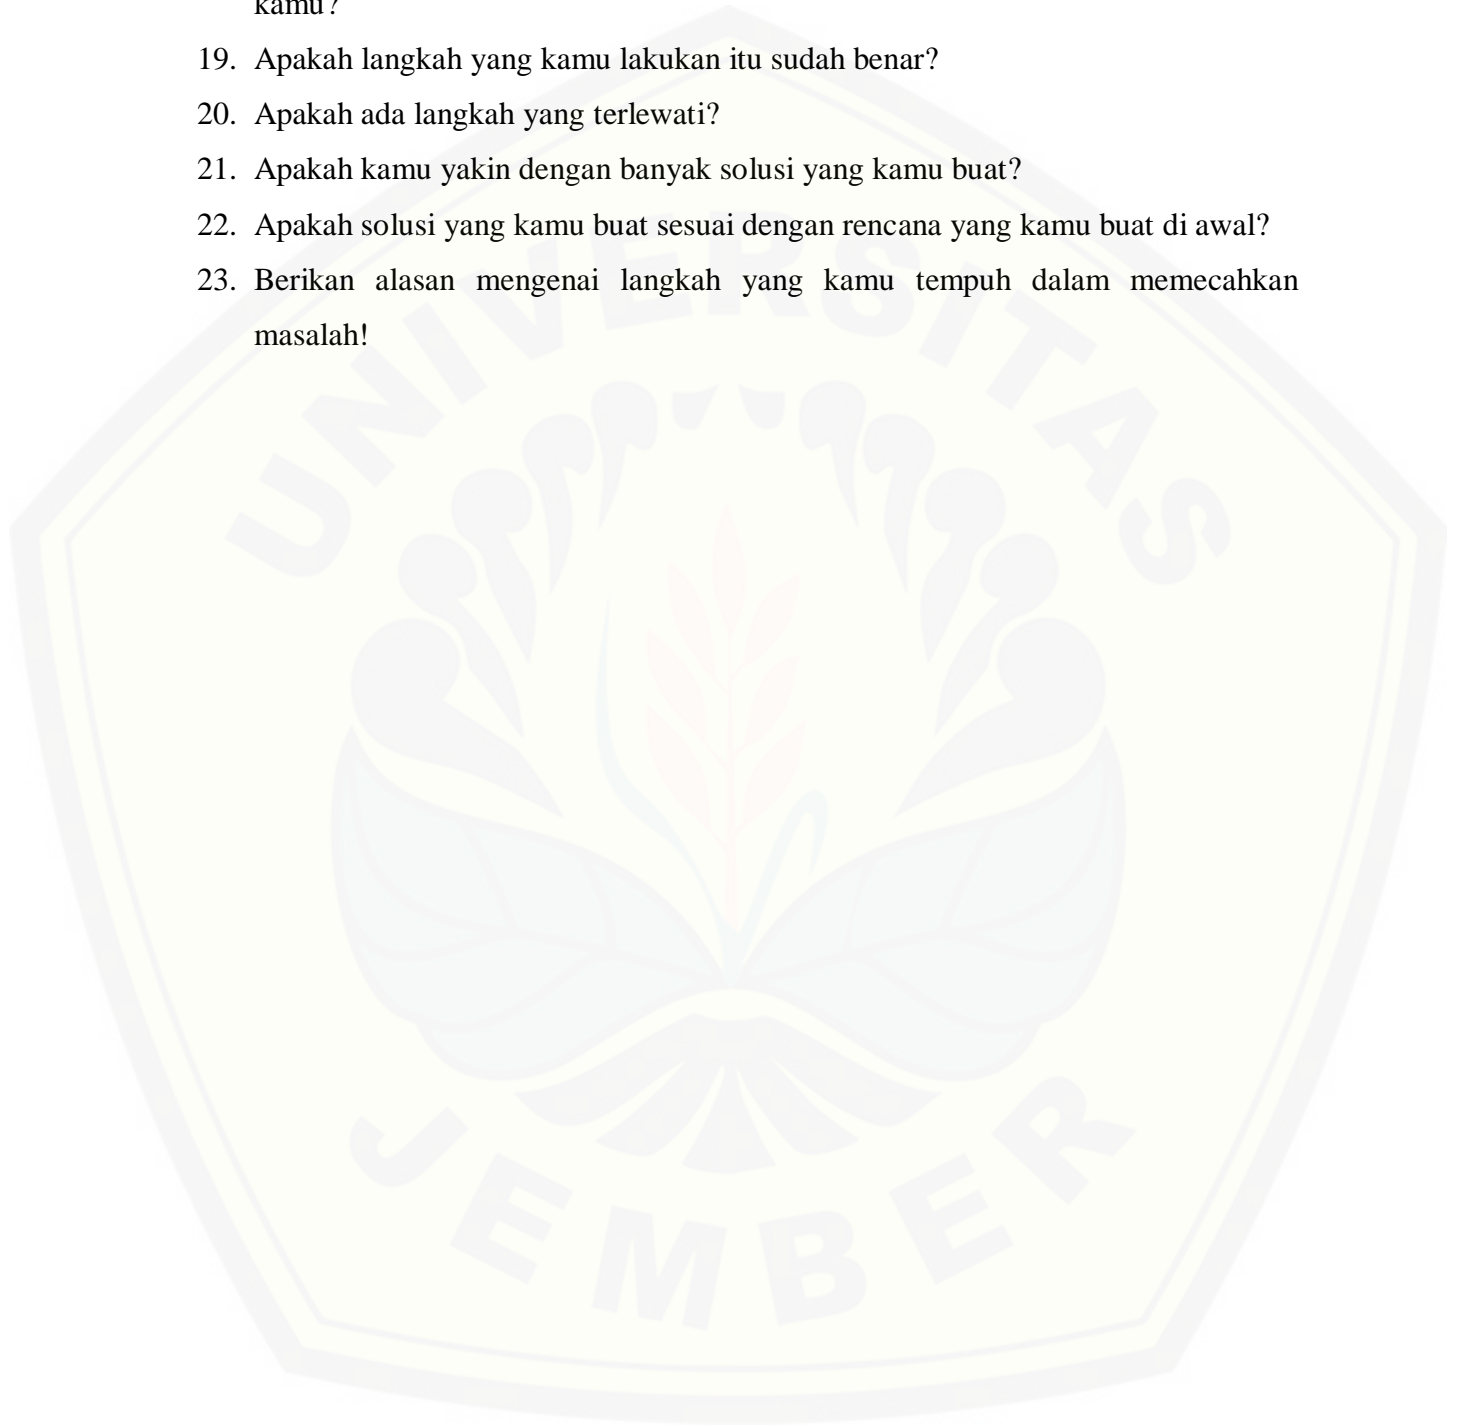 kamu?
19. Apakah langkah yang kamu lakukan itu sudah benar?
20. Apakah ada langkah yang terlewati?
21. Apakah kamu yakin dengan banyak solusi yang kamu buat?
22. Apakah solusi yang kamu buat sesuai dengan rencana yang kamu buat di awal?
23. Berikan alasan mengenai langkah yang kamu tempuh dalam memecahkan
masalah!
UNIVERSITAS
JEMBER